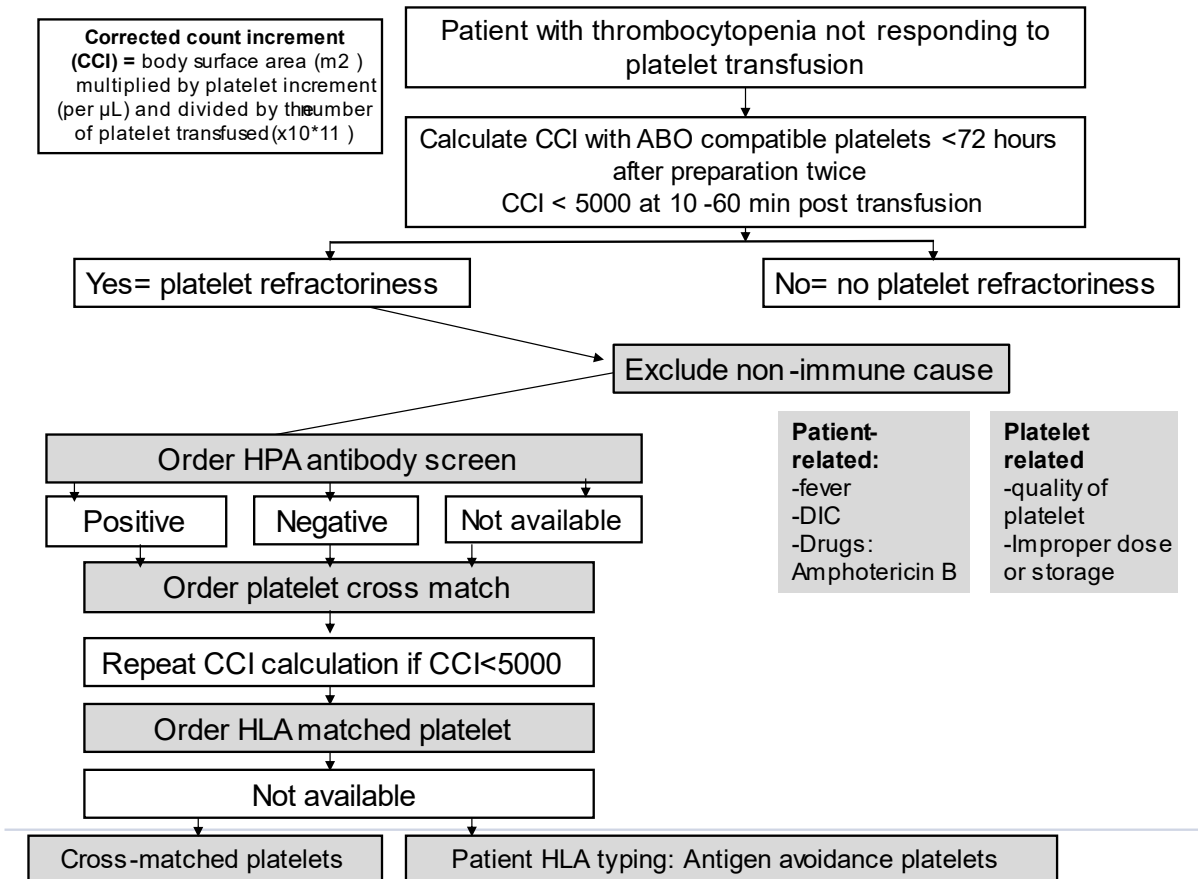 Corrected count increment
(CCI) = body surface area (m2 )
multiplied by platelet increment
(per µL) and divided by the number
of platelet transfused (x10*11 )
Patient with thrombocytopenia not responding to
platelet transfusion
Calculate CCI with ABO compatible platelets <72 hours
after preparation twice
CCI < 5000 at 10 -60 min post transfusion
Yes= platelet refractoriness
No= no platelet refractoriness
Exclude non -immune cause
Order HPA antibody screen
Positive
Negative
Not available
Patient-
related:
-fever
-DIC
-Drugs:
Amphotericin B
Platelet
related
-quality of
platelet
-Improper dose
or storage
Order platelet cross match
Repeat CCI calculation if CCI<5000
Order HLA matched platelet
Not available
Cross-matched platelets
Patient HLA typing: Antigen avoidance platelets